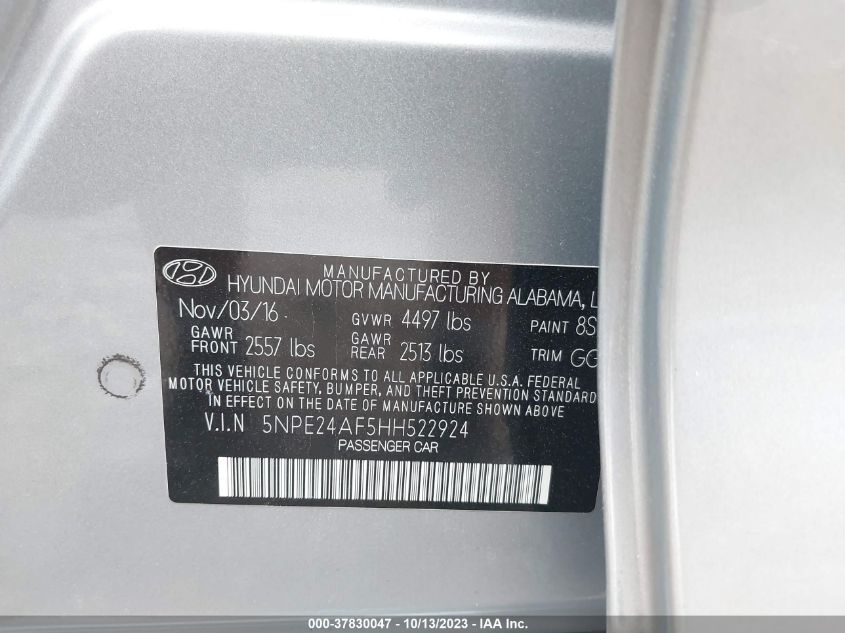 MANUFACTURED BY
HYUNDAI MOTOR MANUFACTURING ALABAMA, L
Nov/03/16 GVWR 4497 lbs PAINT 8S
GAWR FRONT 2557 lbs GAWR REAR 2513 lbs TRIM GG
THIS VEHICLE CONFORMS TO ALL APPLICABLE U.S.A. FEDERAL
MOTOR VEHICLE SAFETY, BUMPER, AND THEFT PREVENTION STANDARDS
IN EFFECT ON THE DATE OF MANUFACTURE SHOWN ABOVE
V.I.N 5NPE24AF5HH522924
PASSENGER CAR
000-37830047 - 10/13/2023 - IAA Inc.